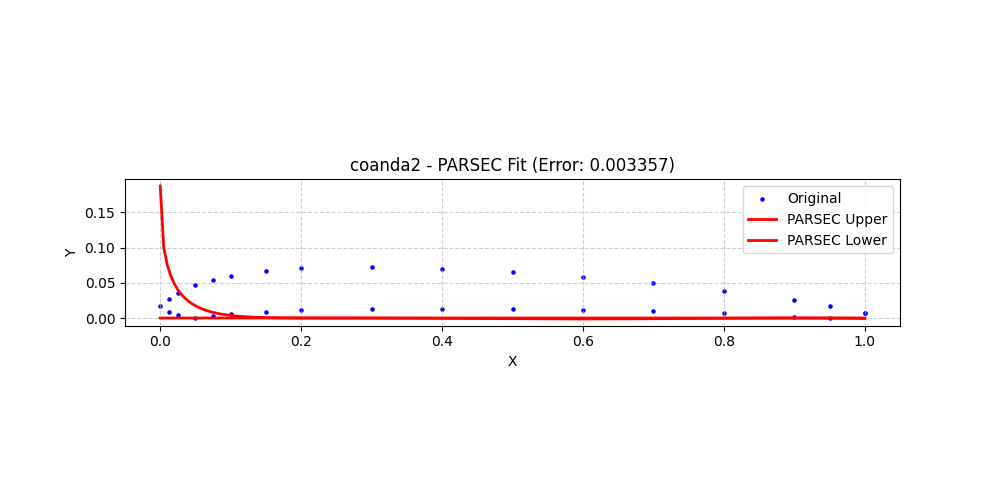 coanda2 - PARSEC Fit (Error: 0.003357)
Original
PARSEC Upper
PARSEC Lower
Y
0.15
0.10
0.05
0.00
0.0 0.2 0.4 0.6 0.8 1.0
X